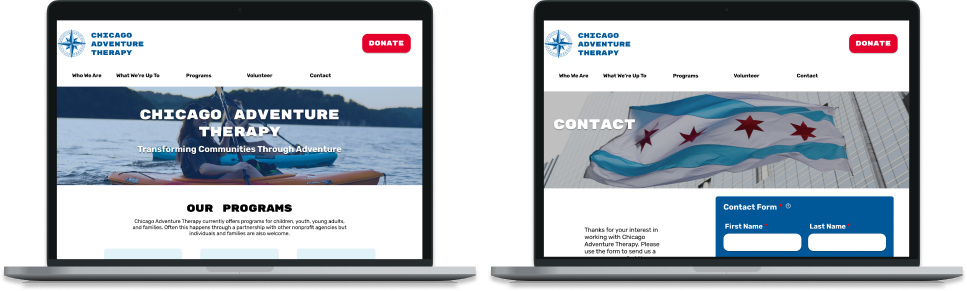 CHICAGO
ADVENTURE
THERAPY
DONATE
Who We Are What We're Up To Programs Volunteer Contact
CHICAGO ADVENTURE
THERAPY
Transforming Communities Through Adventure
OUR PROGRAMS
Chicago Adventure Therapy currently offers programs for children, youth, young adults,
and families. Often this happens through a partnership with other nonprofit agencies but
individuals and families are also welcome.
CHICAGO
ADVENTURE
THERAPY
DONATE
Who We Are What We're Up To Programs Volunteer Contact
CONTACT
Thanks for your interest in
working with Chicago
Adventure Therapy, Please
use the form to send us a
Contact Form *
First Name * Last Name *